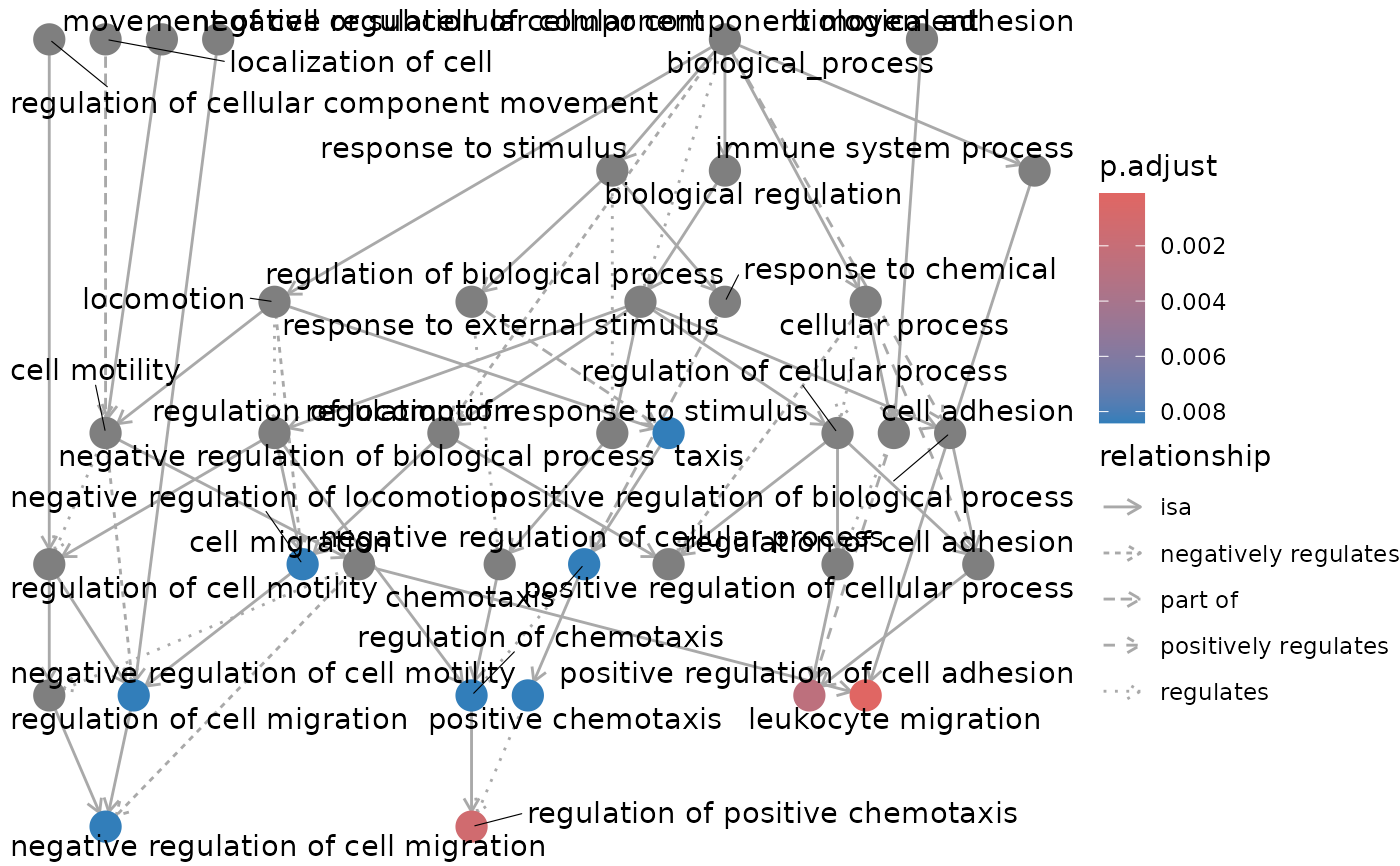 movement of cell or subcellular component
negative regulation of cellular component movement
biological adhesion
localization of cell
biological_process
regulation of cellular component movement
response to stimulus
immune system process
biological regulation
regulation of biological process
response to chemical
locomotion
response to external stimulus
cellular process
cell motility
regulation of cellular process
regulation of locomotion
regulation of response to stimulus
cell adhesion
negative regulation of biological process
taxis
negative regulation of locomotion
positive regulation of biological process
cell migration
negative regulation of cellular process
regulation of cell adhesion
regulation of cell motility
chemotaxis
positive regulation of cellular process
regulation of chemotaxis
negative regulation of cell motility
positive regulation of cell adhesion
regulation of cell migration
positive chemotaxis
leukocyte migration
regulation of positive chemotaxis
negative regulation of cell migration
p.adjust
0.002
0.004
0.006
0.008
relationship
isa
negatively regulates
part of
positively regulates
regulates